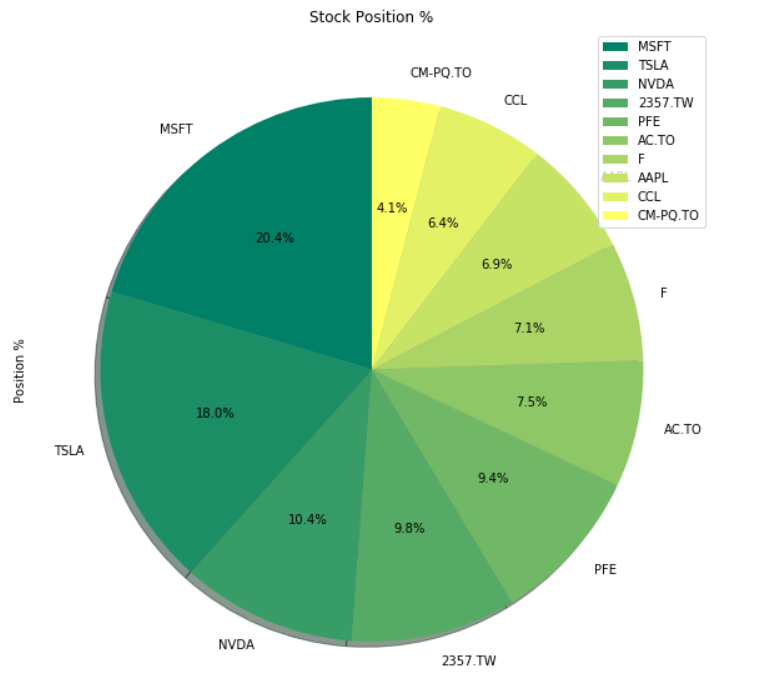 Stock Position %
MSFT
TSLA
NVDA
2357.TW
PFE
AC.TO
F
AAPL
CCL
CM-PQ.TO
CM-PQ.TO
CCL
MSFT
F
AC.TO
PFE
2357.TW
NVDA
TSLA
Position %
4.1%
6.4%
6.9%
7.1%
7.5%
9.4%
9.8%
10.4%
18.0%
20.4%